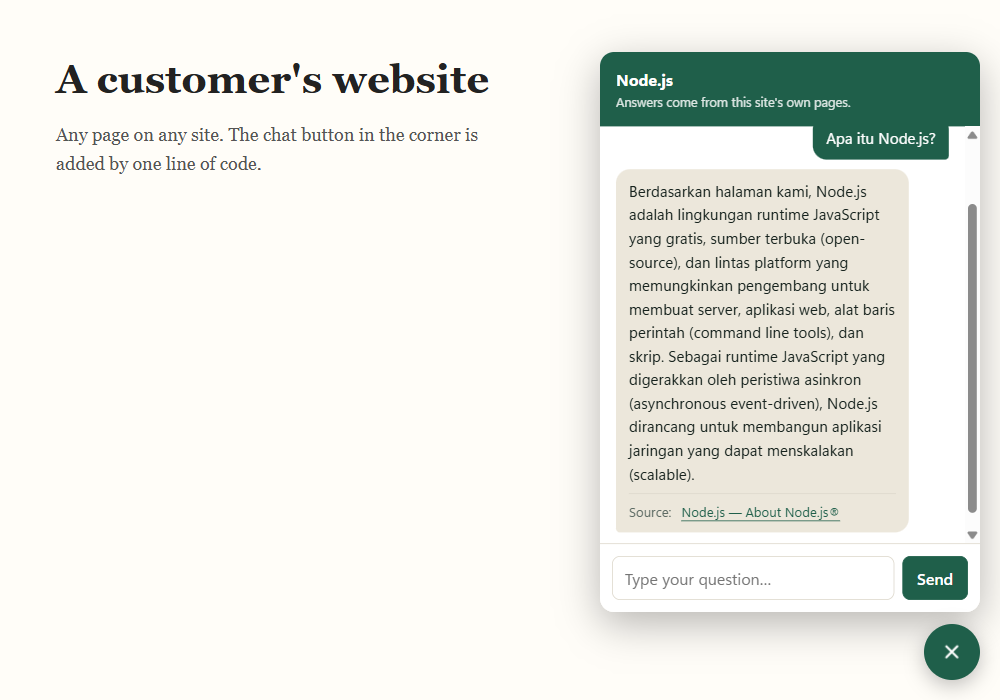 A customer's website
Any page on any site. The chat button in the corner is
added by one line of code.
Node.js
Answers come from this site's own pages.
Apa itu Node.js?
Berdasarkan halaman kami, Node.js
adalah lingkungan runtime JavaScript
yang gratis, sumber terbuka (open-
source), dan lintas platform yang
memungkinkan pengembang untuk
membuat server, aplikasi web, alat baris
perintah (command line tools), dan
skrip. Sebagai runtime JavaScript yang
digerakkan oleh peristiwa asinkron
(asynchronous event-driven), Node.js
dirancang untuk membangun aplikasi
jaringan yang dapat menskalakan
(scalable).
Source: Node.js — About Node.js®
Type your question...
Send